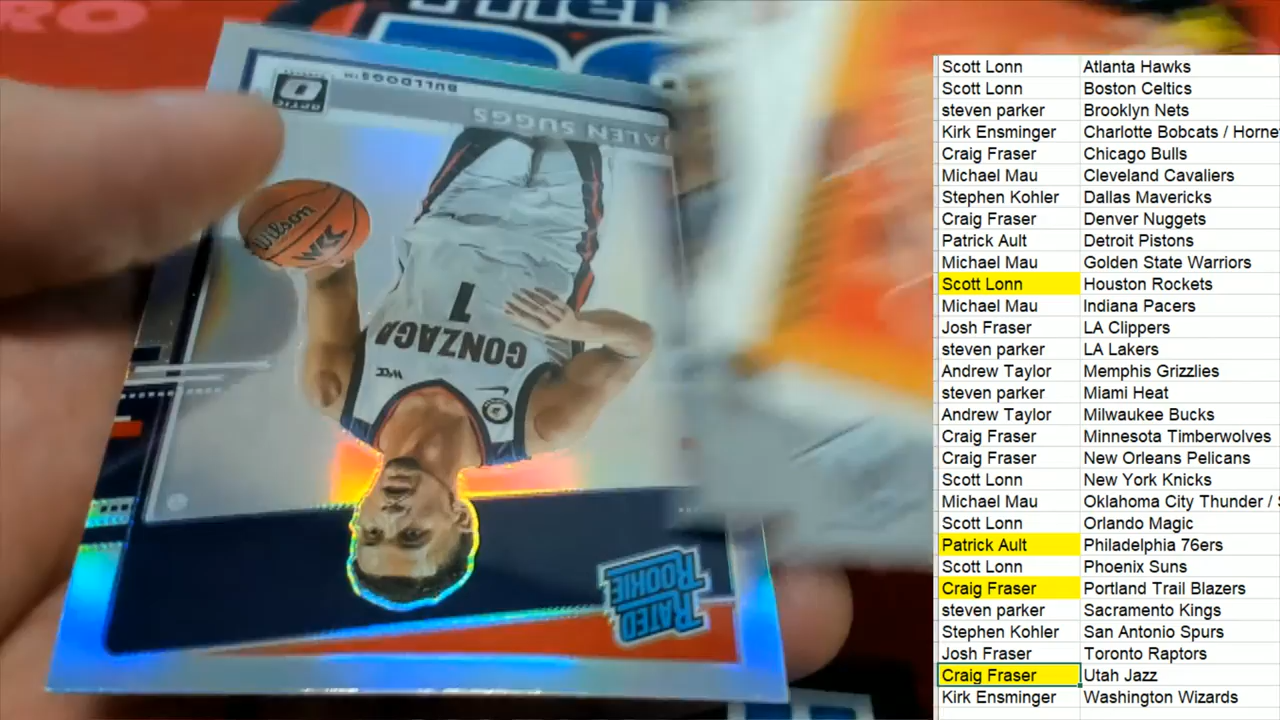 BULLDOGS™
OPTIC
JALEN SUGGS
Wilson
WCC
1
GONZAGA
WCC
RATED
ROOKIE
Scott Lonn Atlanta Hawks
Scott Lonn Boston Celtics
steven parker Brooklyn Nets
Kirk Ensminger Charlotte Bobcats / Horne
Craig Fraser Chicago Bulls
Michael Mau Cleveland Cavaliers
Stephen Kohler Dallas Mavericks
Craig Fraser Denver Nuggets
Patrick Ault Detroit Pistons
Michael Mau Golden State Warriors
Scott Lonn Houston Rockets
Michael Mau Indiana Pacers
Josh Fraser LA Clippers
steven parker LA Lakers
Andrew Taylor Memphis Grizzlies
steven parker Miami Heat
Andrew Taylor Milwaukee Bucks
Craig Fraser Minnesota Timberwolves
Craig Fraser New Orleans Pelicans
Scott Lonn New York Knicks
Michael Mau Oklahoma City Thunder /
Scott Lonn Orlando Magic
Patrick Ault Philadelphia 76ers
Scott Lonn Phoenix Suns
Craig Fraser Portland Trail Blazers
steven parker Sacramento Kings
Stephen Kohler San Antonio Spurs
Josh Fraser Toronto Raptors
Craig Fraser Utah Jazz
Kirk Ensminger Washington Wizards